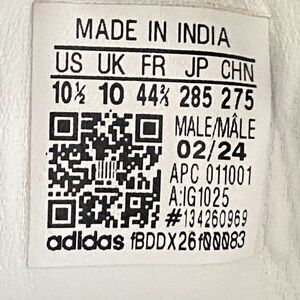 MADE IN INDIA
US UK FR JP CHN
10½ 10 44⅔ 285 275
MALE/MÂLE
02/24
APC 011001
A:IG1025
#134260969
adidas fBDDX26f00083